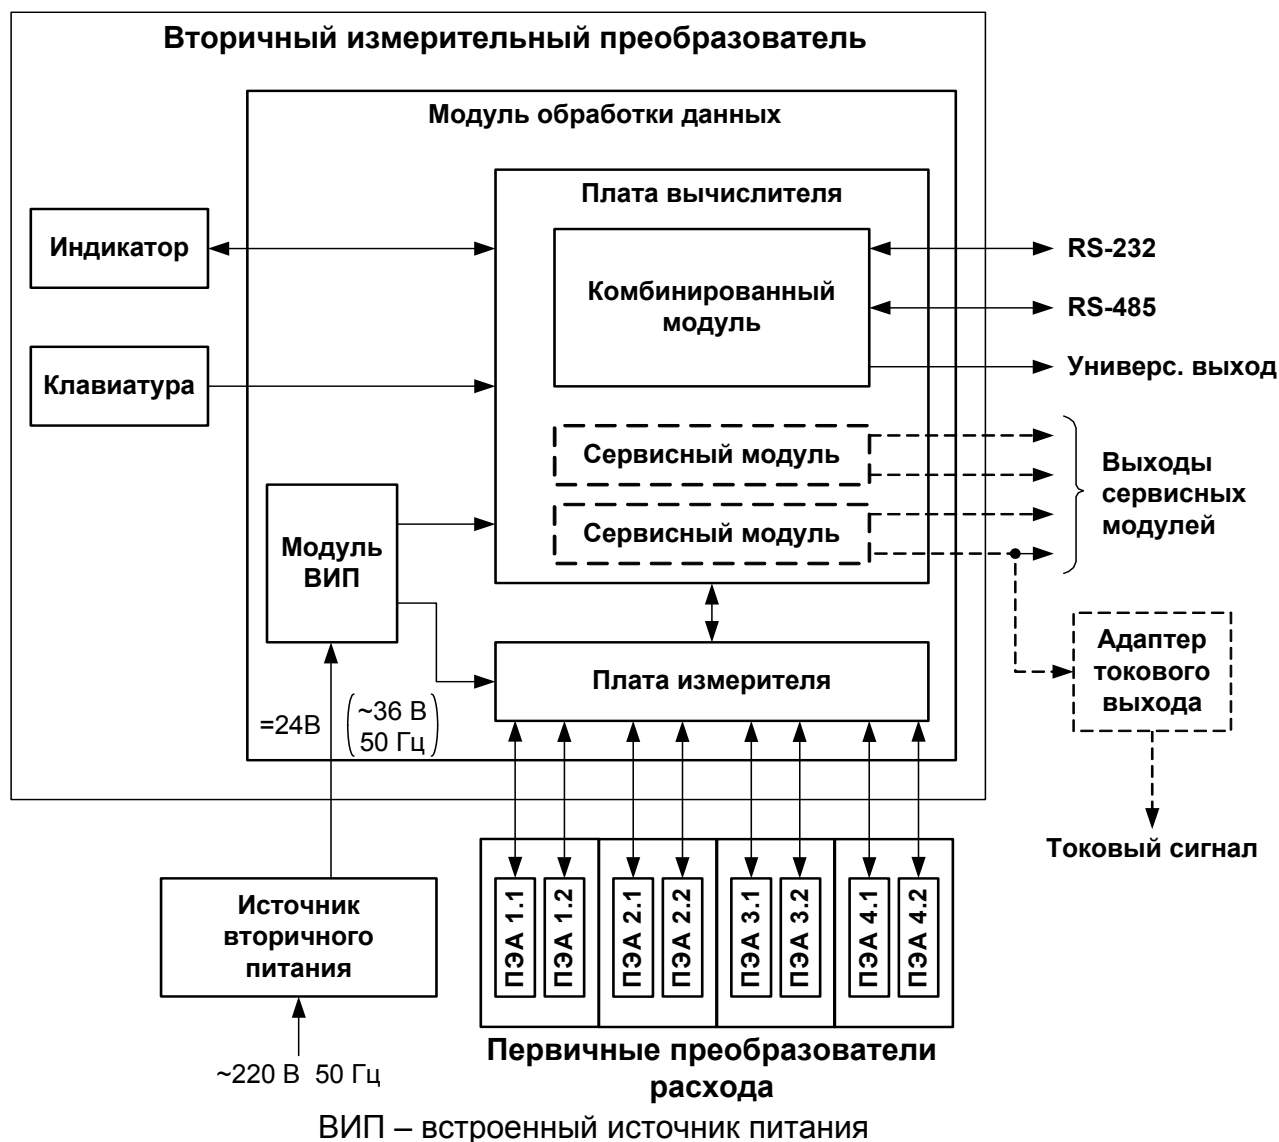 Вторичный измерительный преобразователь
Модуль обработки данных
Плата вычислителя
Индикатор
Комбинированный
модуль
RS-232
RS-485
Универс. выход
Клавиатура
Сервисный модуль
Сервисный модуль
Выходы
сервисных
модулей
Модуль
ВИП
Плата измерителя
Адаптер
токового
выхода
=24В
~36 В
50 Гц
Токовый сигнал
Источник
вторичного
питания
ПЭА 1.1
ПЭА 1.2
ПЭА 2.1
ПЭА 2.2
ПЭА 3.1
ПЭА 3.2
ПЭА 4.1
ПЭА 4.2
Первичные преобразователи
расхода
~220 В 50 Гц
ВИП – встроенный источник питания